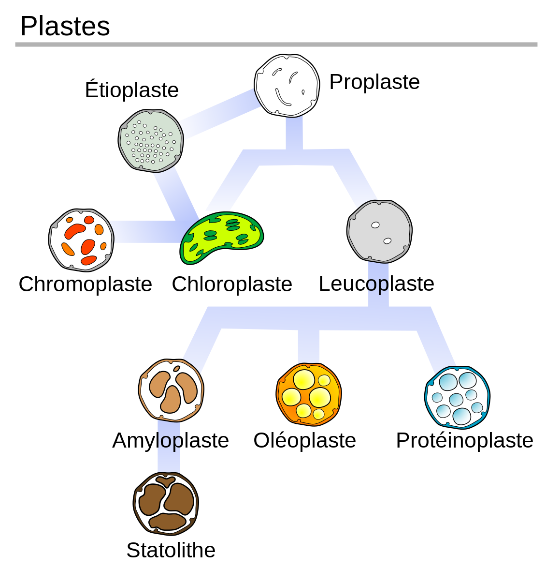 Plastes
Proplaste
Étioplaste
Chromoplaste
Chloroplaste
Leucoplaste
Amyloplaste
Oléoplaste
Protéinoplaste
Statolithe